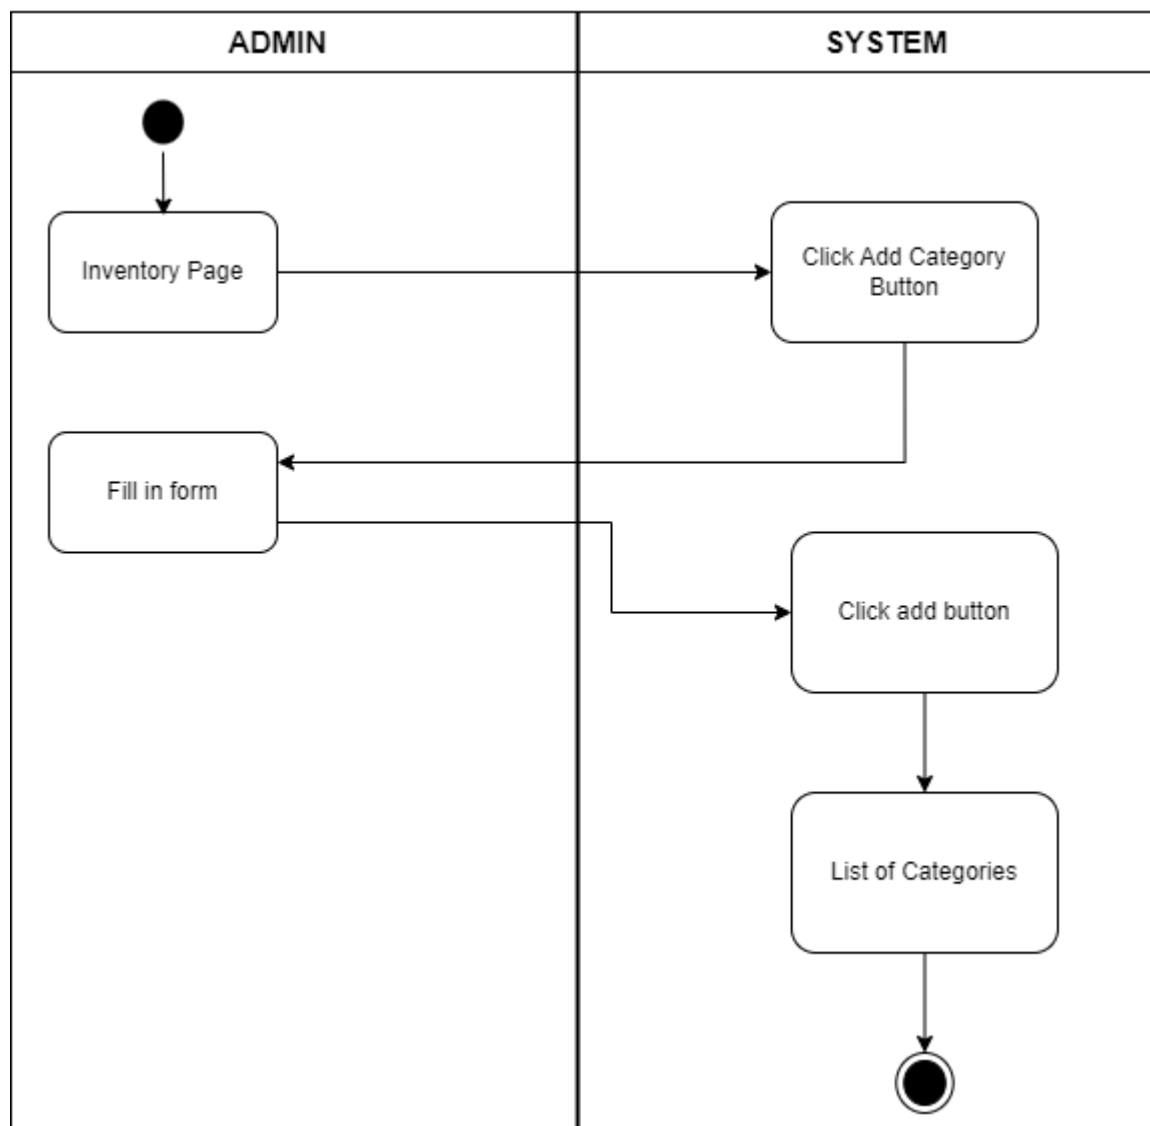 ADMIN
SYSTEM
Inventory Page
Click Add Category
Button
Fill in form
Click add button
List of Categories